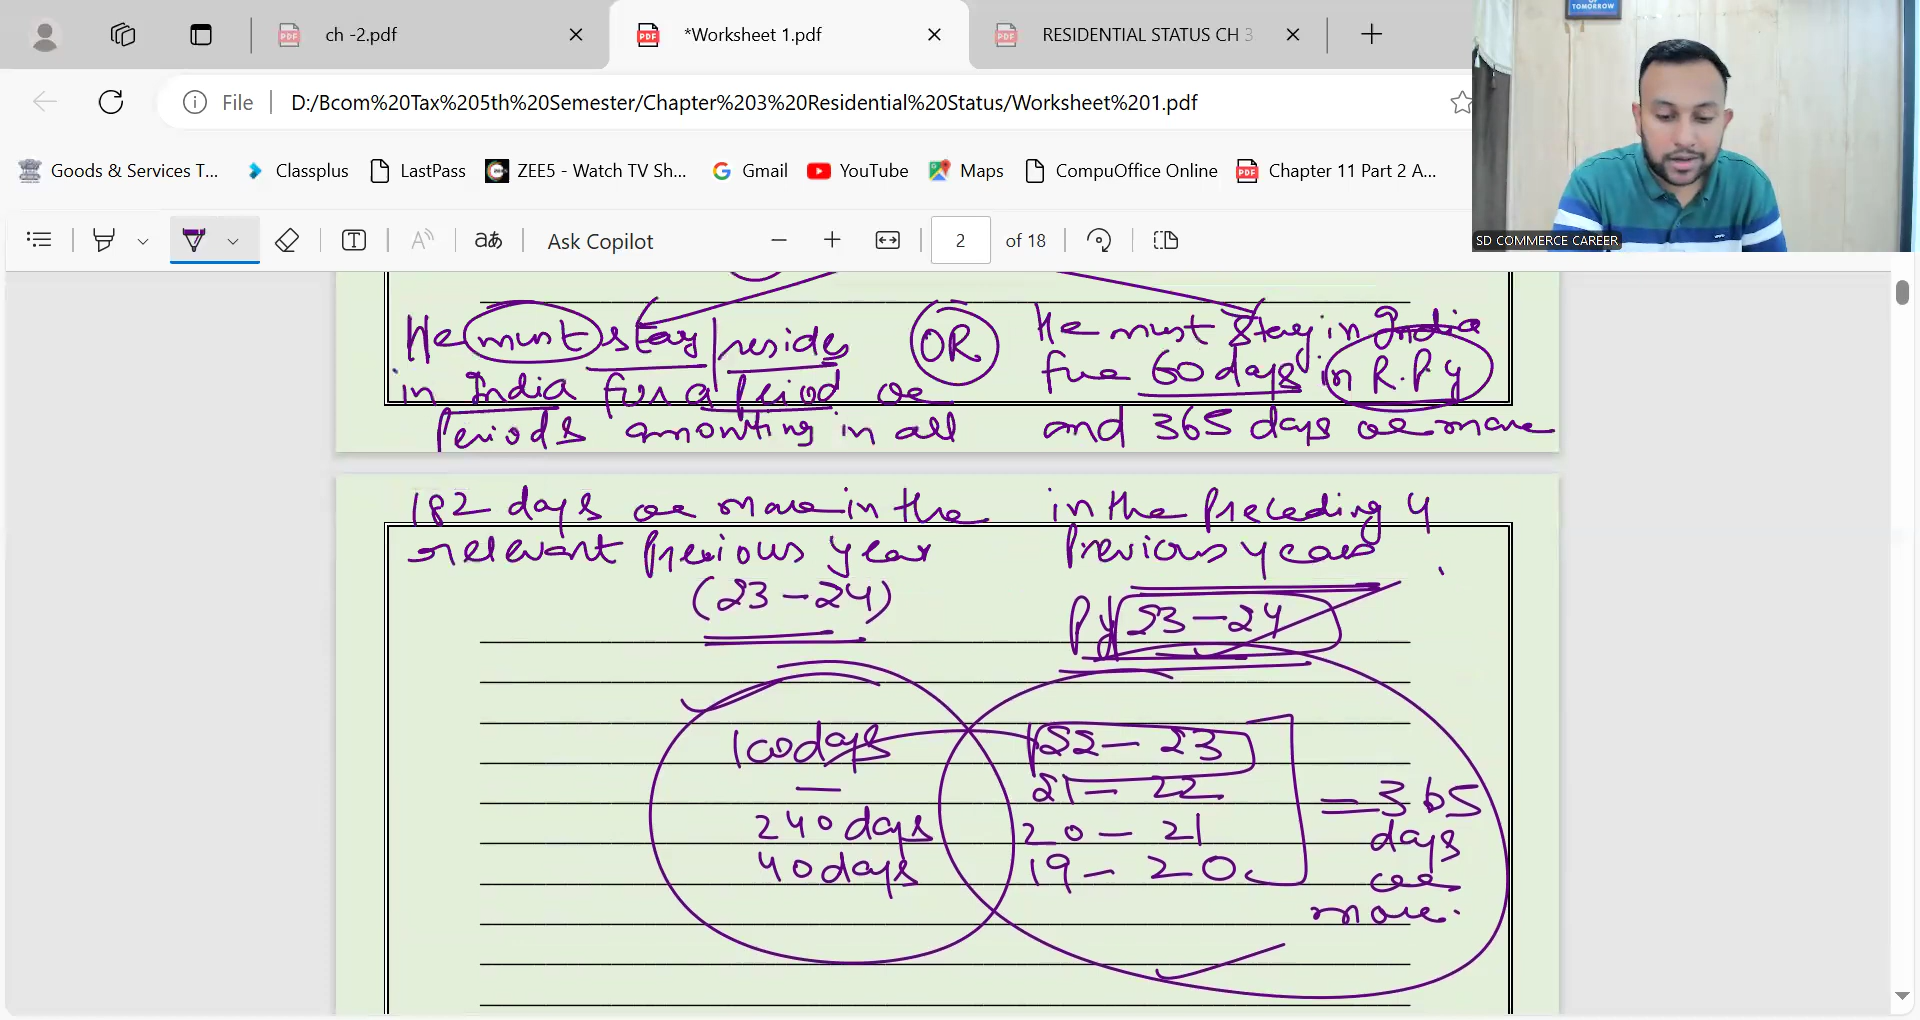 ch -2.pdf
*Worksheet 1.pdf
RESIDENTIAL STATUS CH 3
TOMORROW
File
D:/Bcom%20Tax%205th%20Semester/Chapter%203%20Residential%20Status/Worksheet%201.pdf
Goods & Services T...
Classplus
LastPass
ZEE5 - Watch TV Sh...
Gmail
YouTube
Maps
CompuOffice Online
Chapter 11 Part 2 A...
Ask Copilot
2
of 18
SD COMMERCE CAREER
He must stay/reside
in India for a period or
Periods amounting in all
182 days or more in the
relevant Previous year
(23-24)
OR
He must stay in India
for 60 days in R.P.y
and 365 days or more
in the Preceding 4
Previous years
Py 23-24
100 days
22-23
—
21-22
240 days
20-21
40 days
19-20
= 365
days
or
more.